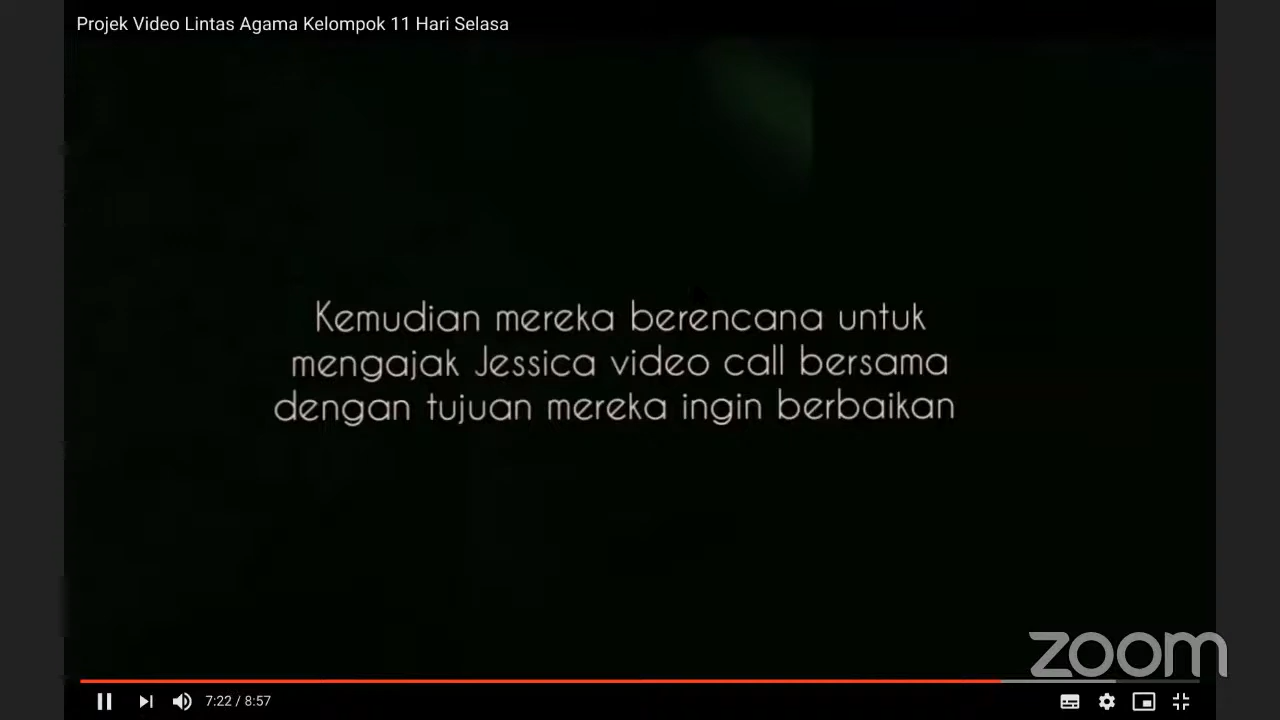 Projek Video Lintas Agama Kelompok 11 Hari Selasa
Kemudian mereka berencana untuk
mengajak Jessica video call bersama
dengan tujuan mereka ingin berbaikan
zoom
7:22 / 8:57